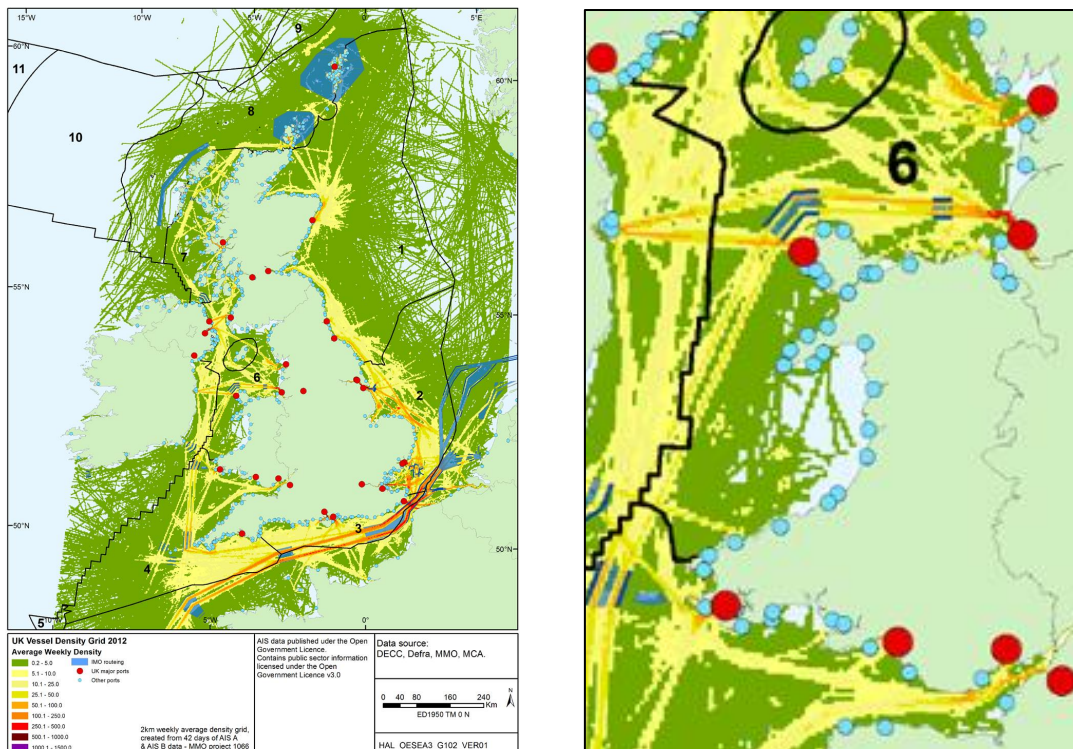 15°W
10°W
5°W
0°
5°E
60°N
60°N
9
11
8
10
1
7
55°N
55°N
6
2
50°N
50°N
3
4
5
5°W
0°
UK Vessel Density Grid 2012
Average Weekly Density
0.2 - 5.0
5.1 - 10.0
10.1 - 25.0
25.1 - 50.0
50.1 - 100.0
100.1 - 250.0
250.1 - 500.0
500.1 - 1000.0
1000.1 - 1500.0
IMO routeing
UK major ports
Other ports
2km weekly average density grid,
created from 42 days of AIS A
& AIS B data - MMO project 1066
AIS data published uder the Open
Government Licence.
Contains public sector information
licensed under the Open
Government Licence v3.0
Data source:
DECC, Defra, MMO, MCA.
0 40 80 160 240
Km
N
ED1950 TM 0 N
HAL_OESEA3_G102_VER01
6